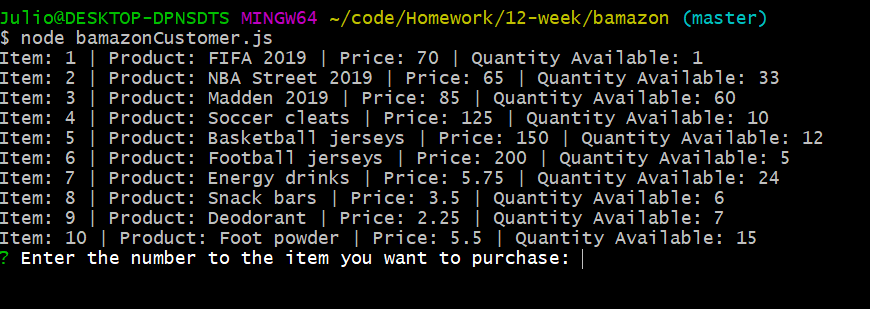 Julio@DESKTOP-DPNSDTS MINGW64 ~/code/Homework/12-week/bamazon (master)
$ node bamazonCustomer.js
Item: 1 | Product: FIFA 2019 | Price: 70 | Quantity Available: 1
Item: 2 | Product: NBA Street 2019 | Price: 65 | Quantity Available: 33
Item: 3 | Product: Madden 2019 | Price: 85 | Quantity Available: 60
Item: 4 | Product: Soccer cleats | Price: 125 | Quantity Available: 10
Item: 5 | Product: Basketball jerseys | Price: 150 | Quantity Available: 12
Item: 6 | Product: Football jerseys | Price: 200 | Quantity Available: 5
Item: 7 | Product: Energy drinks | Price: 5.75 | Quantity Available: 24
Item: 8 | Product: Snack bars | Price: 3.5 | Quantity Available: 6
Item: 9 | Product: Deodorant | Price: 2.25 | Quantity Available: 7
Item: 10 | Product: Foot powder | Price: 5.5 | Quantity Available: 15
? Enter the number to the item you want to purchase: